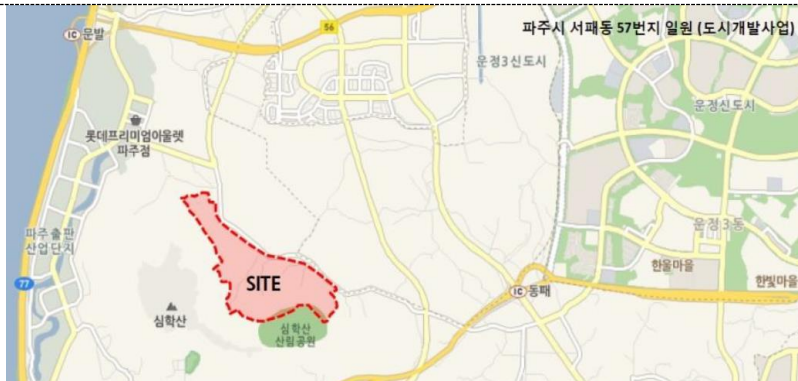 파주시 서패동 57번지 일원 (도시개발사업)
56
IC 문발
운정3신도시
운정신도시
롯데프리미엄아울렛
파주점
파주출판
산업단지
운정3동
한울마을
한빛마을
77
SITE
IC 동패
심학산
심학산
산림공원